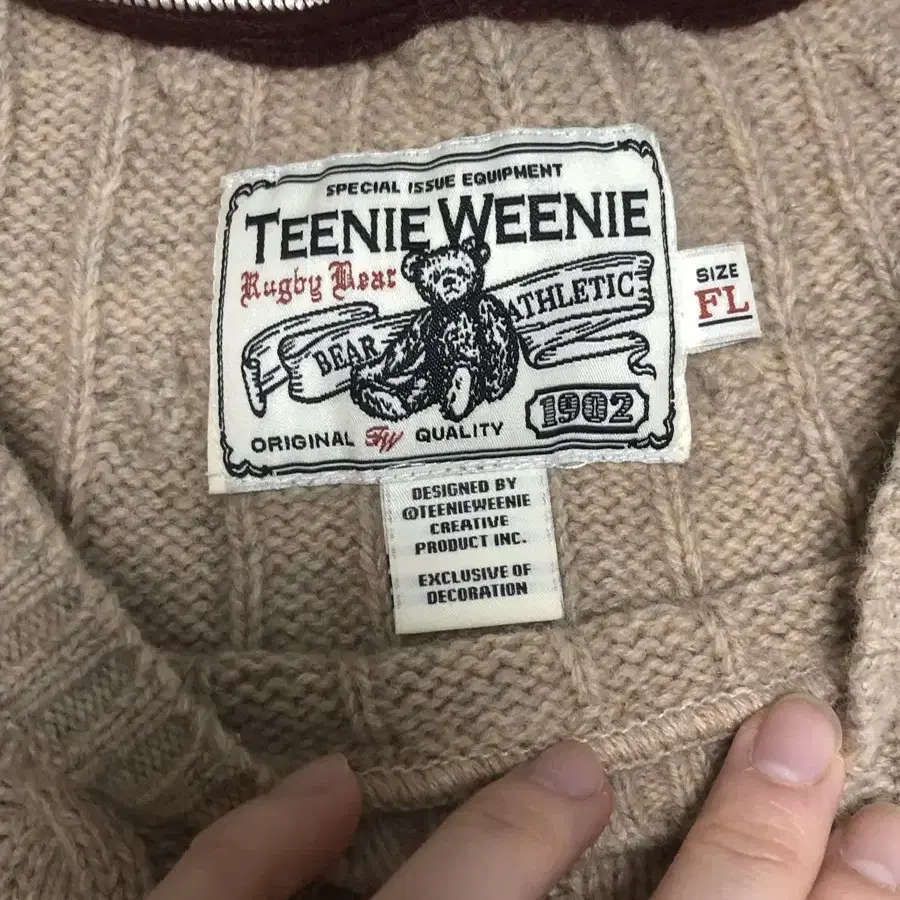 SPECIAL ISSUE EQUIPMENT
TEENIE WEENIE
Rugby Bear
BEAR ATHLETIC
1902
ORIGINAL TW QUALITY
SIZE
FL
DESIGNED BY
@TEENIEWEENIE
CREATIVE
PRODUCT INC.
EXCLUSIVE OF
DECORATION